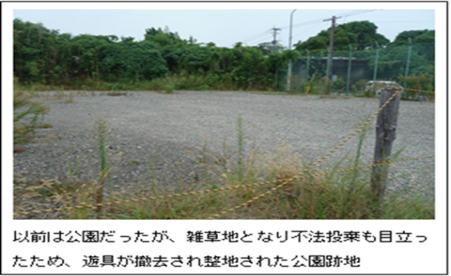 以前は公園だったが、雑草地となり不法投棄も目立っ
たため、遊具が撤去され整地された公園跡地